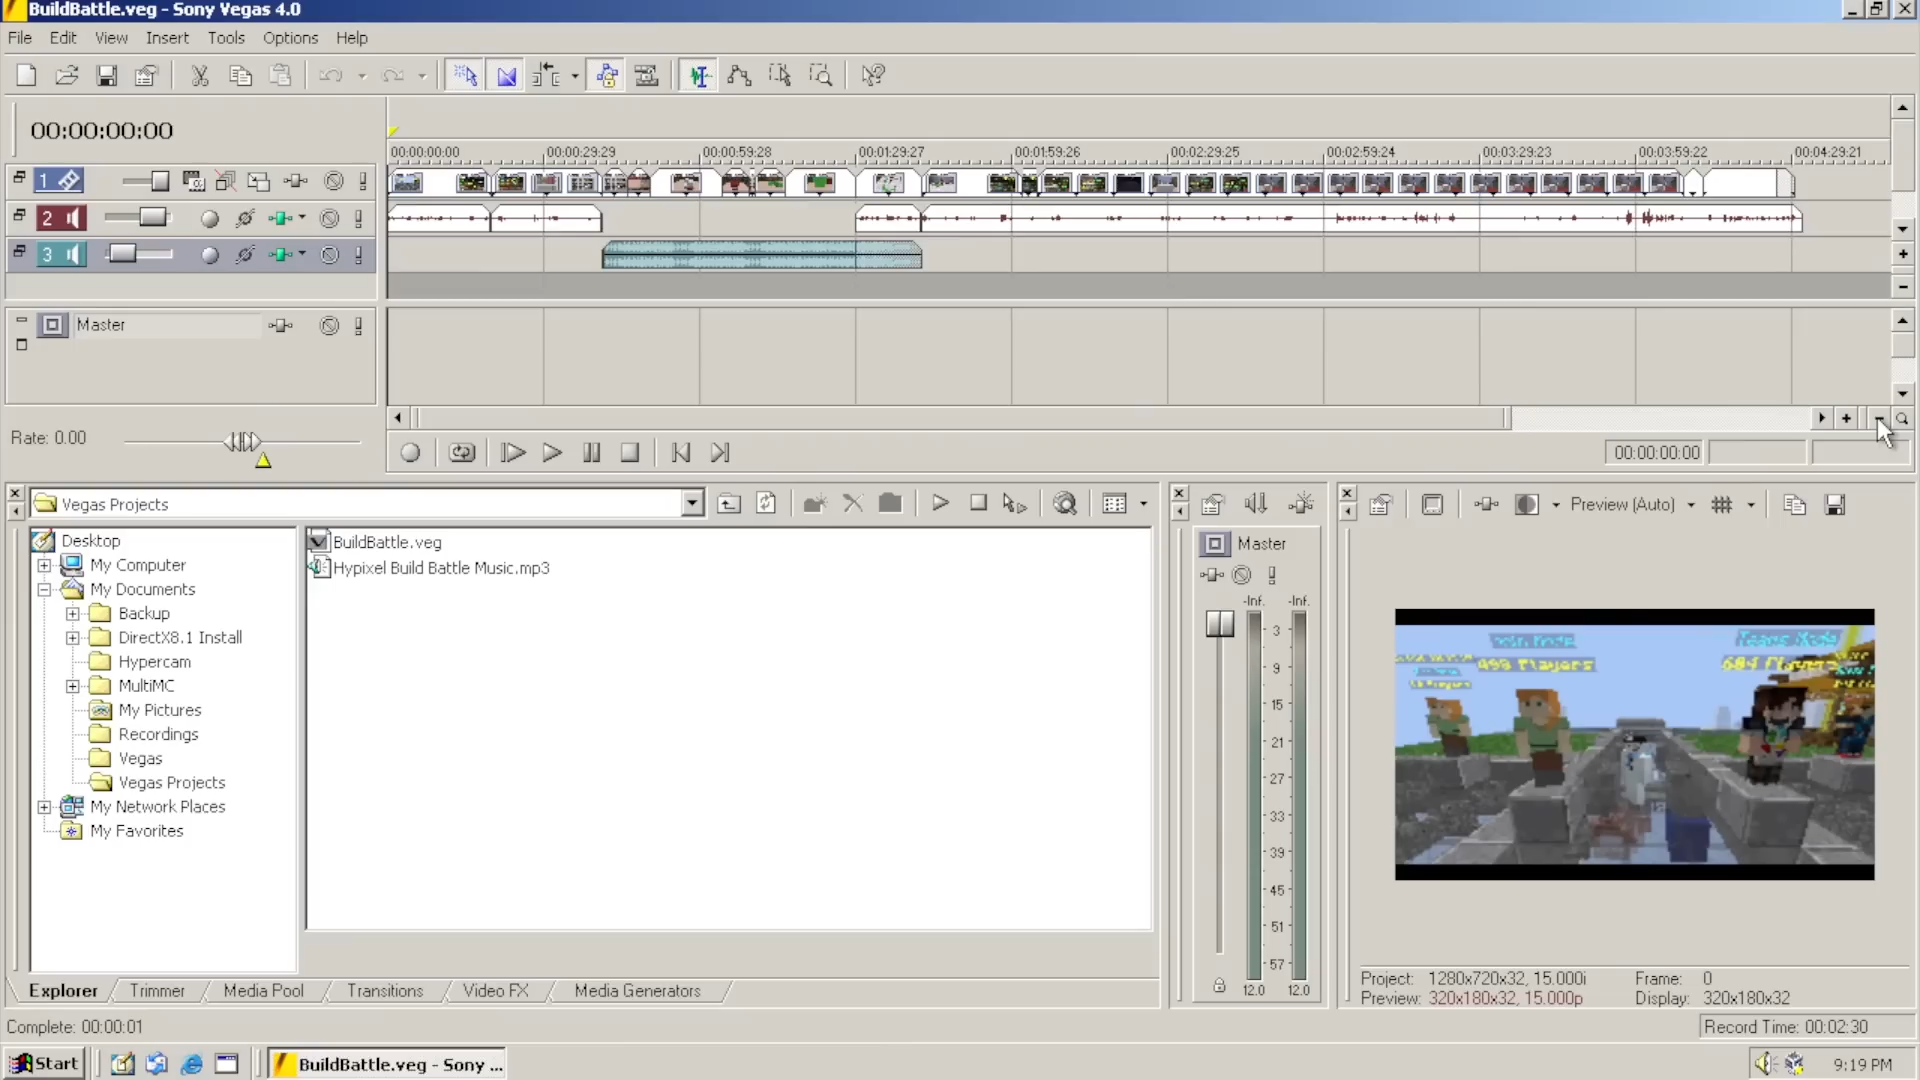 BuildBattle.veg - Sony Vegas 4.0
File Edit View Insert Tools Options Help
00:00:00:00
00:00:00:00 00:00:29:29 00:00:59:28 00:01:29:27 00:01:59:26 00:02:29:25 00:02:59:24 00:03:29:23 00:03:59:22 00:04:29:21
1
2
3
Master
Rate: 0.00
00:00:00:00
Vegas Projects
Desktop
My Computer
My Documents
Backup
DirectX8.1 Install
Hypercam
MultiMC
My Pictures
Recordings
Vegas
Vegas Projects
My Network Places
My Favorites
BuildBattle.veg
Hypixel Build Battle Music.mp3
Explorer Trimmer Media Pool Transitions Video FX Media Generators
Master
-Inf. -Inf.
3
9
15
21
27
33
39
45
51
57
12.0 12.0
Preview (Auto)
Teams Mode
Players
Project: 1280x720x32, 15.000i Frame: 0
Preview: 320x180x32, 15.000p Display: 320x180x32
Complete: 00:00:01
Record Time: 00:02:30
Start
BuildBattle.veg - Sony ...
9:19 PM